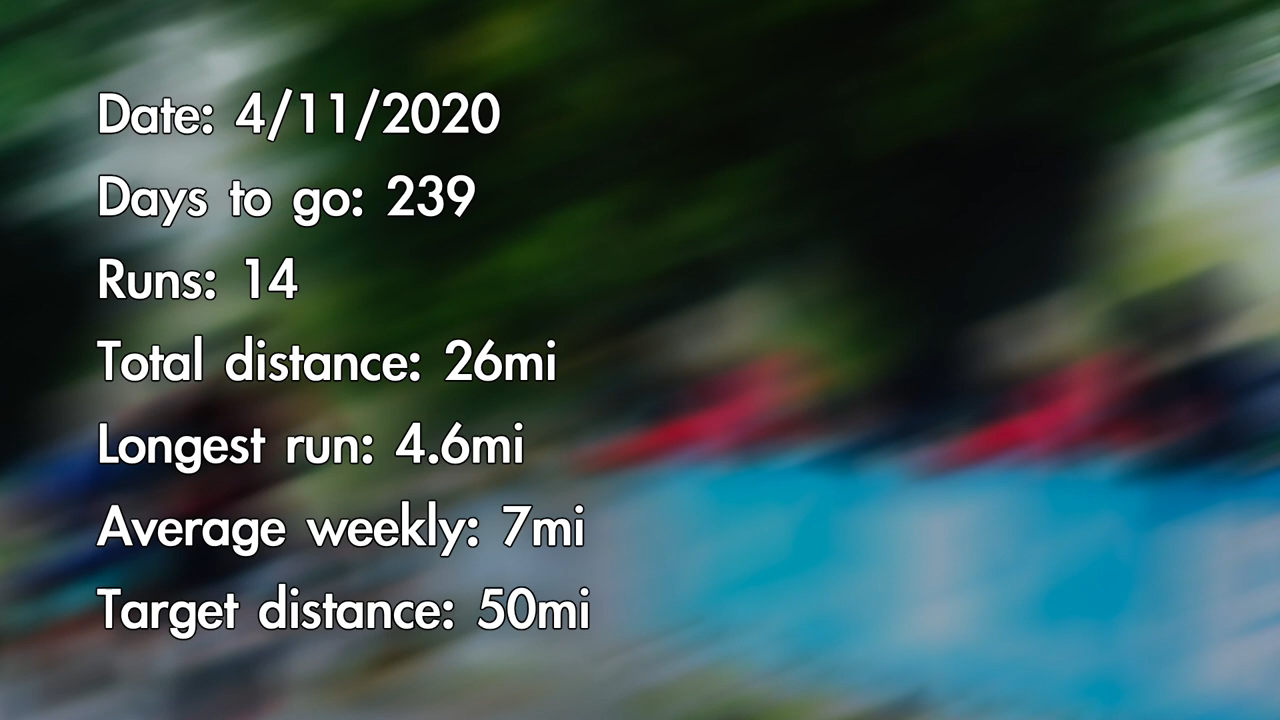 Date: 4/11/2020
Days to go: 239
Runs: 14
Total distance: 26mi
Longest run: 4.6mi
Average weekly: 7mi
Target distance: 50mi